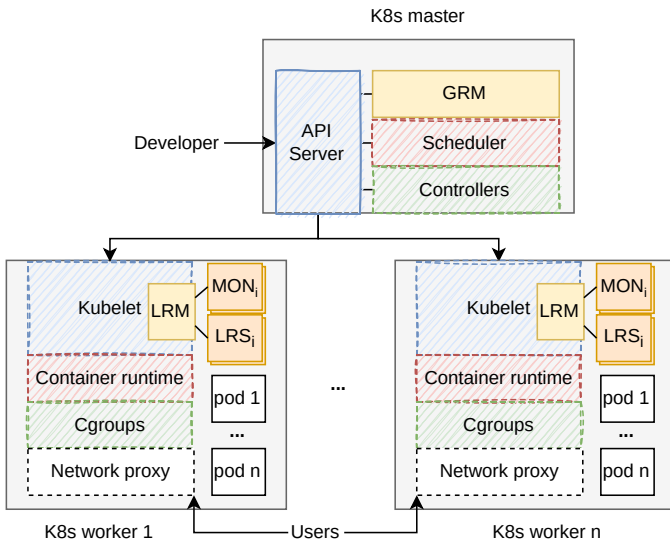 K8s master
Developer
API
Server
GRM
Scheduler
Controllers
Kubelet
LRM
MONi
LRSi
Container runtime
Cgroups
Network proxy
pod 1
...
pod n
K8s worker 1
...
Kubelet
LRM
MONi
LRSi
Container runtime
Cgroups
Network proxy
pod 1
...
pod n
K8s worker n
Users